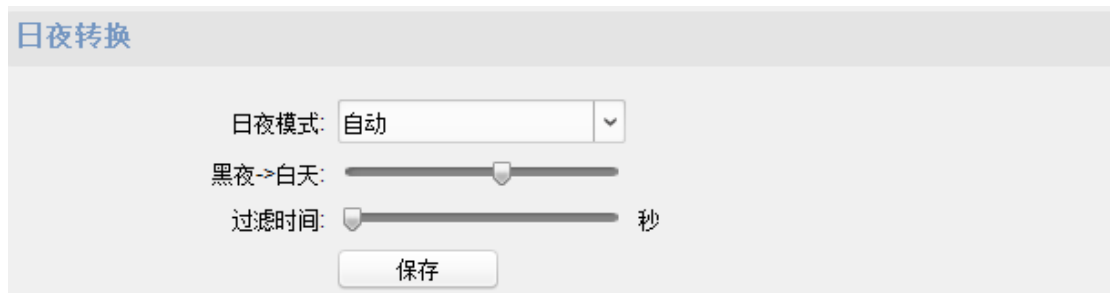 日夜转换
日夜模式: 自动
黑夜->白天:
过滤时间: 秒
保存